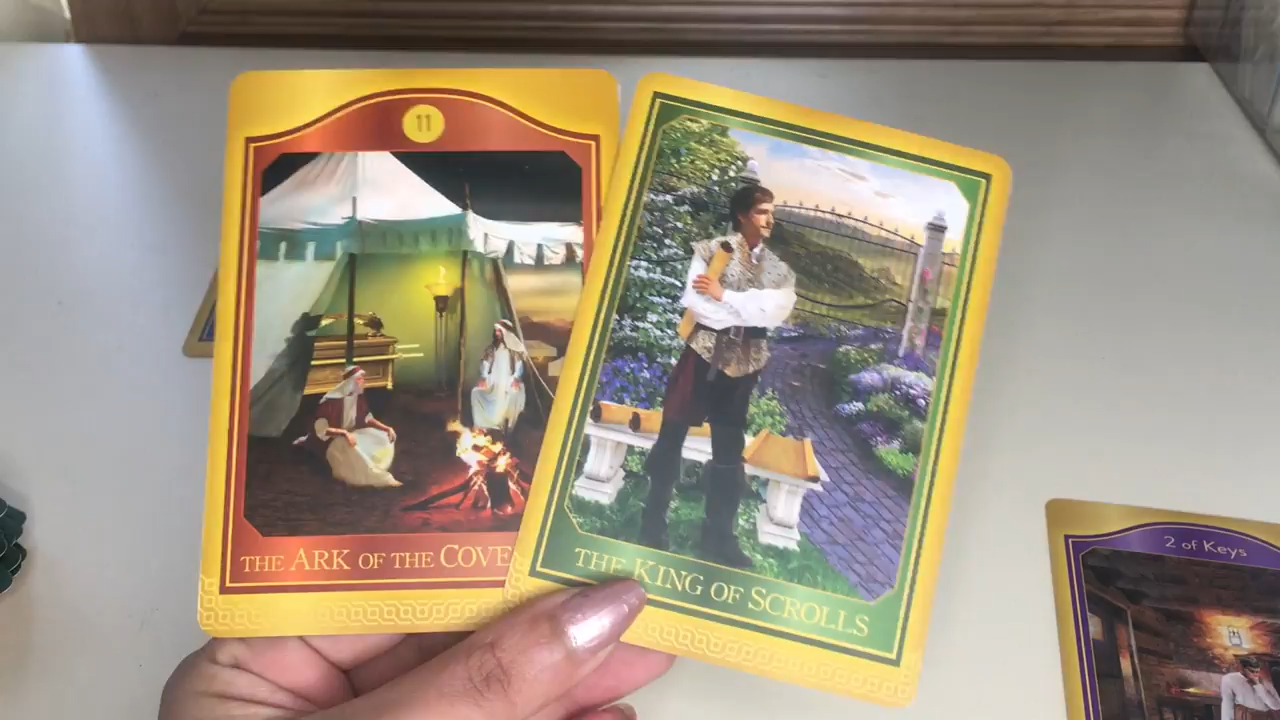 11
THE ARK OF THE COVE
THE KING OF SCROLLS
2 of Keys